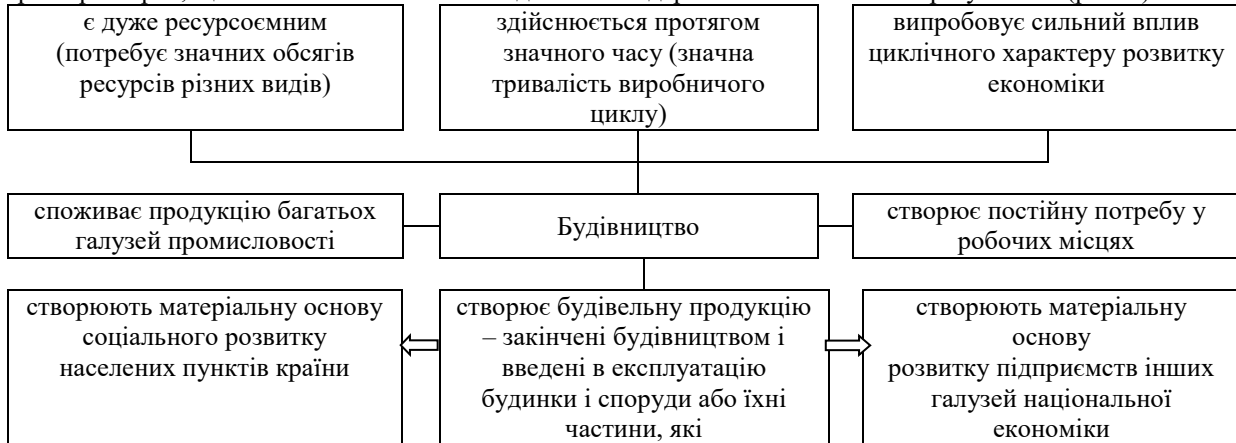 є дуже ресурсоємним
(потребує значних обсягів
ресурсів різних видів)
здійснюється протягом
значного часу (значна
тривалість виробничого
циклу)
випробовує сильний вплив
циклічного характеру розвитку
економіки
споживає продукцію багатьох
галузей промисловості
Будівництво
створює постійну потребу у
робочих місцях
створюють матеріальну основу
соціального розвитку
населених пунктів країни
створює будівельну продукцію
– закінчені будівництвом і
введені в експлуатацію
будинки і споруди або їхні
частини, які
створюють матеріальну
основу
розвитку підприємств інших
галузей національної
економіки